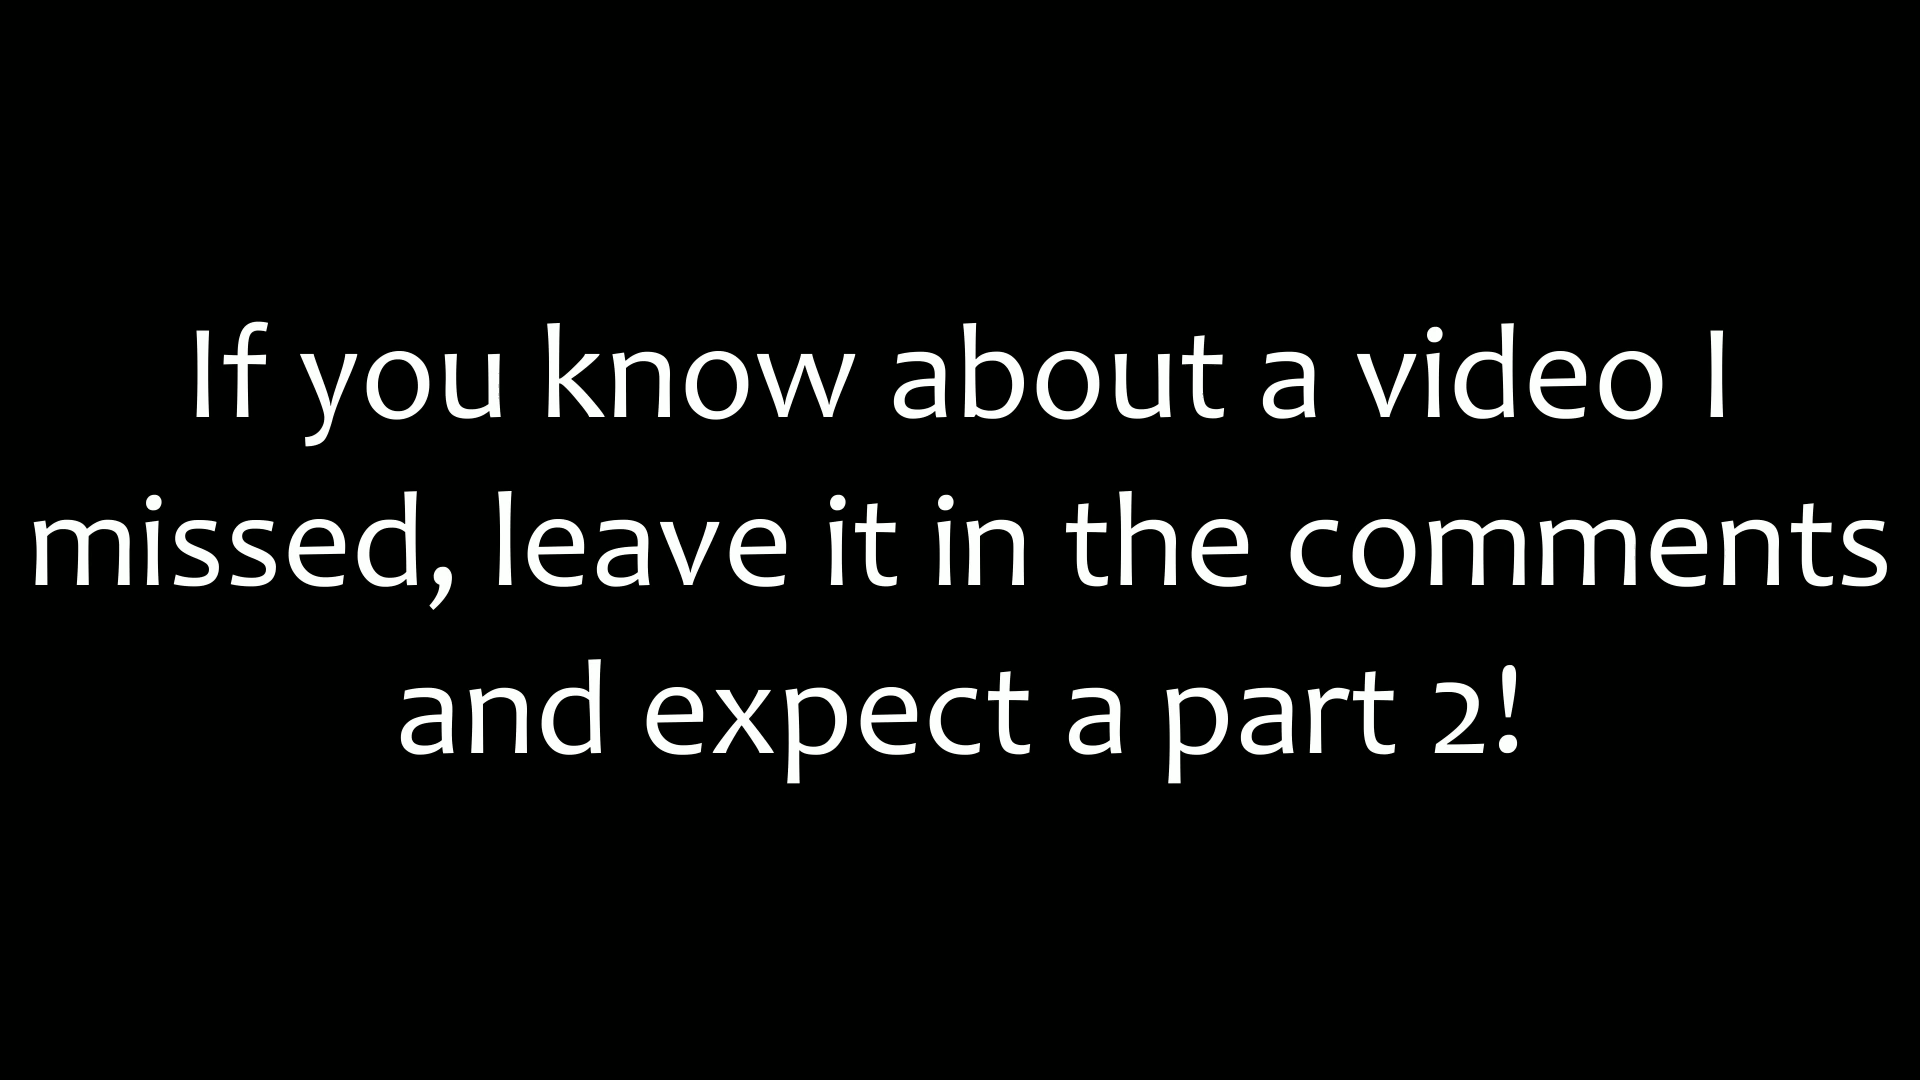 If you know about a video I
missed, leave it in the comments
and expect a part 2!